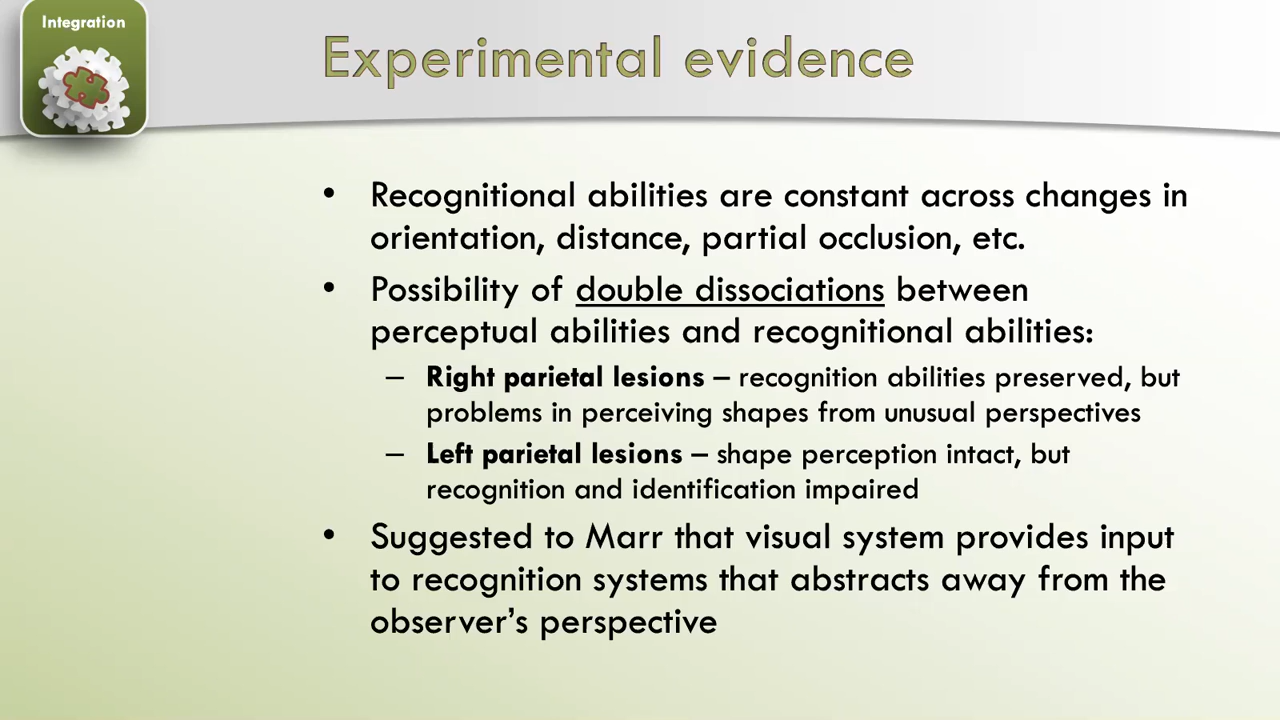 Integration
Experimental evidence
• Recognitional abilities are constant across changes in
orientation, distance, partial occlusion, etc.
• Possibility of double dissociations between
perceptual abilities and recognitional abilities:
– Right parietal lesions – recognition abilities preserved, but
problems in perceiving shapes from unusual perspectives
– Left parietal lesions – shape perception intact, but
recognition and identification impaired
• Suggested to Marr that visual system provides input
to recognition systems that abstracts away from the
observer’s perspective